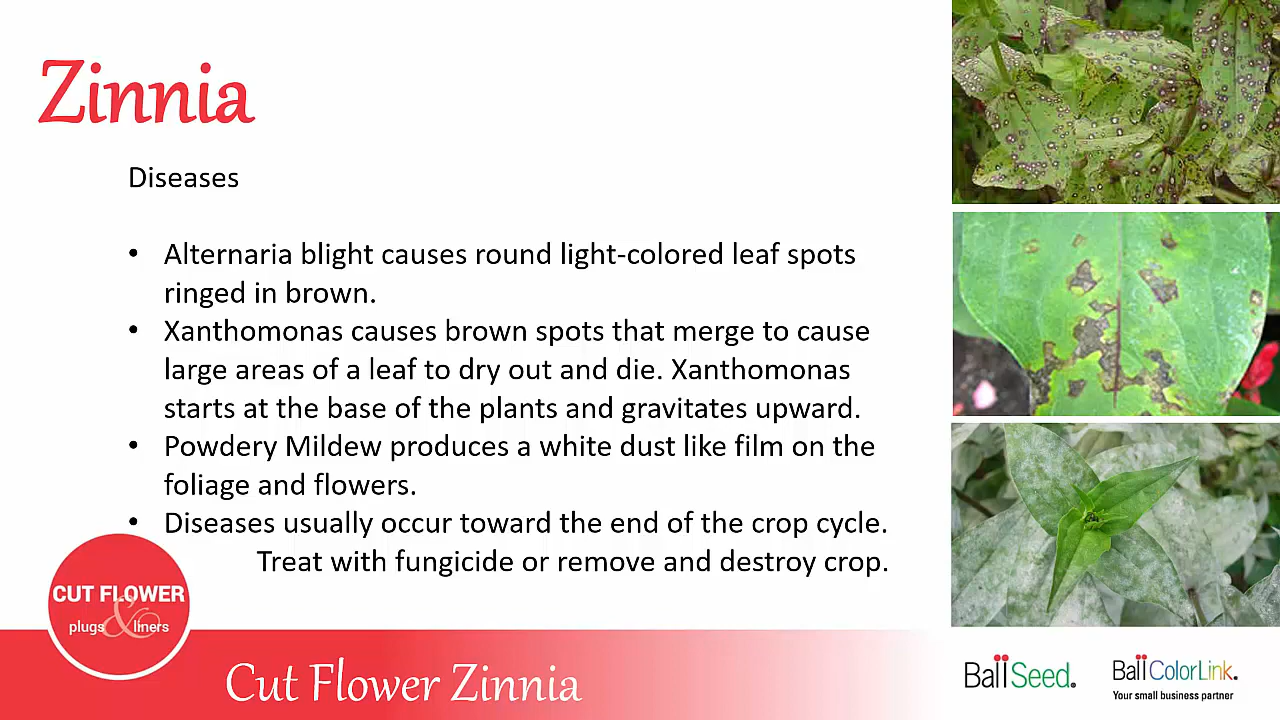 Zinnia
Diseases
• Alternaria blight causes round light-colored leaf spots
ringed in brown.
• Xanthomonas causes brown spots that merge to cause
large areas of a leaf to dry out and die. Xanthomonas
starts at the base of the plants and gravitates upward.
• Powdery Mildew produces a white dust like film on the
foliage and flowers.
• Diseases usually occur toward the end of the crop cycle.
Treat with fungicide or remove and destroy crop.
CUT FLOWER
plugs & liners
Cut Flower Zinnia
Ball Seed.
Ball ColorLink.
Your small business partner